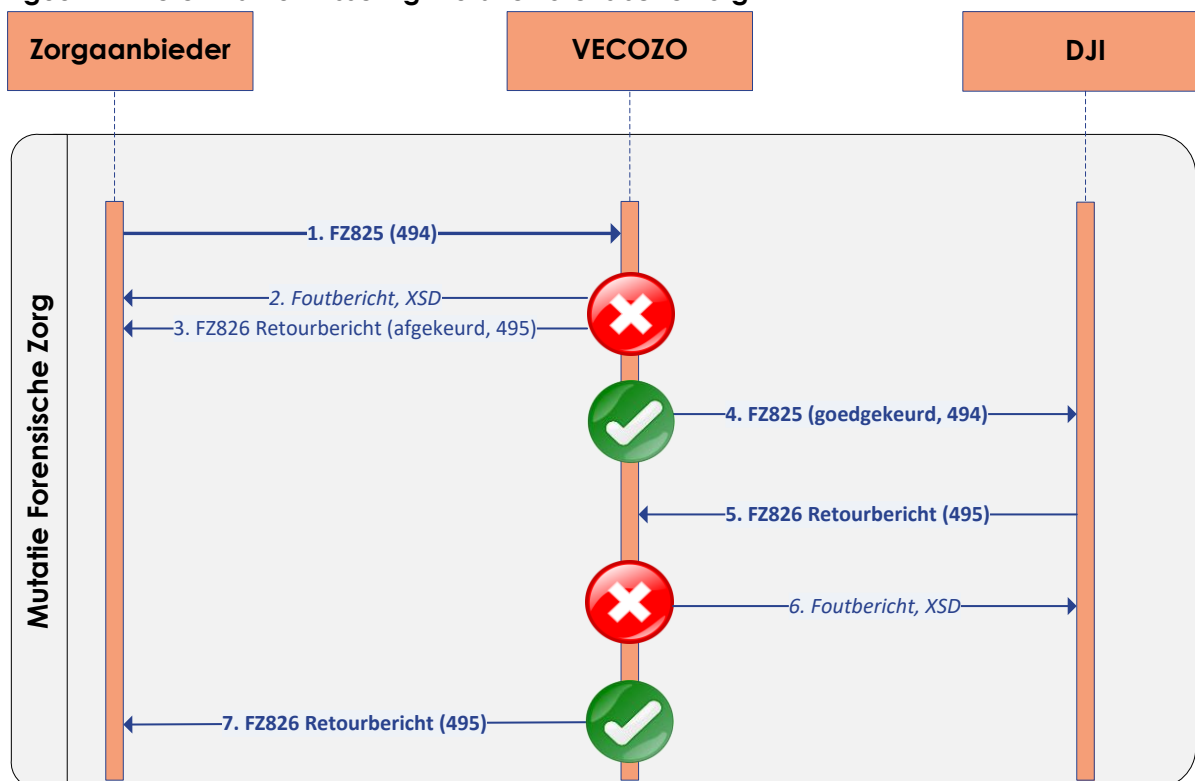 Zorgaanbieder
VECOZO
DJI
Mutatie Forensische Zorg
1. FZ825 (494)
2. Foutbericht, XSD
3. FZ826 Retourbericht (afgekeurd, 495)
4. FZ825 (goedgekeurd, 494)
5. FZ826 Retourbericht (495)
6. Foutbericht, XSD
7. FZ826 Retourbericht (495)